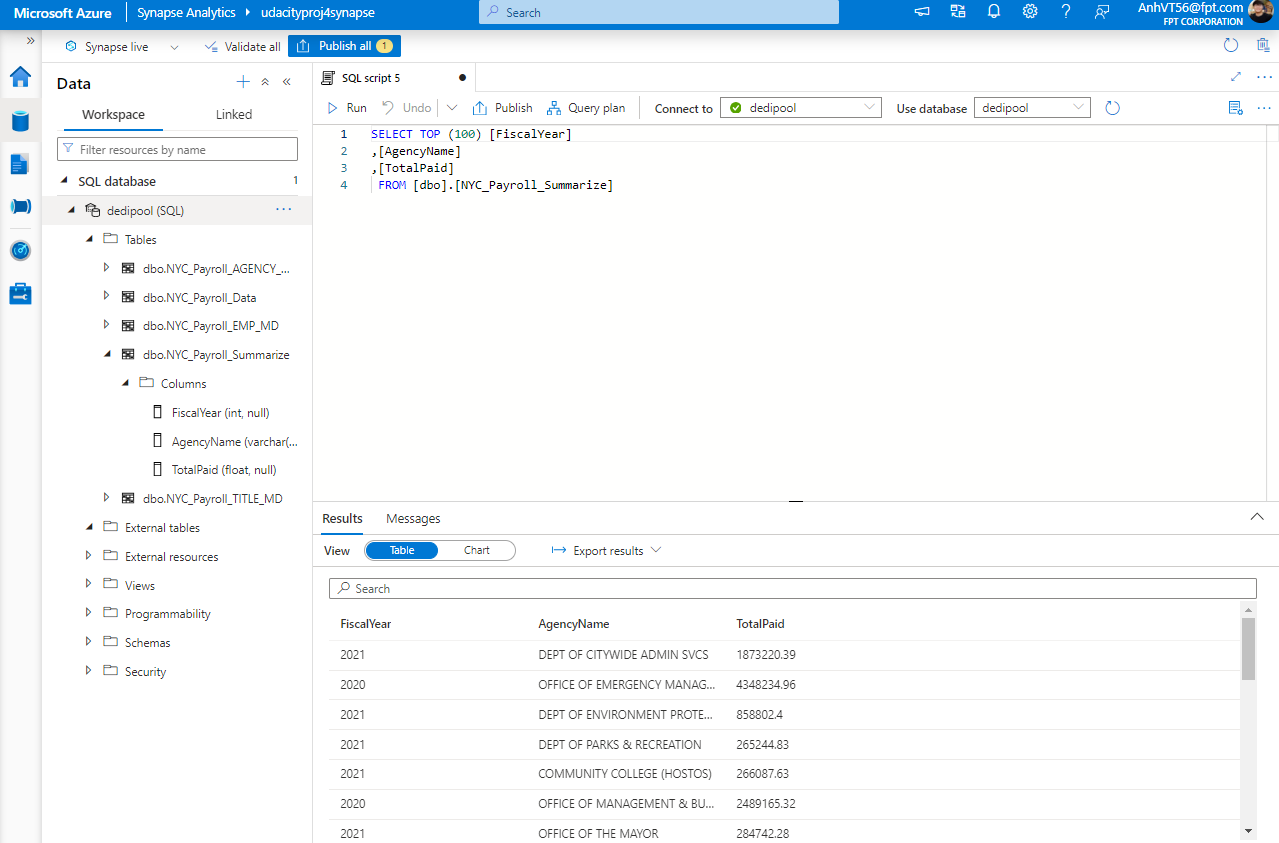 Microsoft Azure
Synapse Analytics
udacityproj4synapse
Search
AnhVT56@fpt.com
FPT CORPORATION
Synapse live
Validate all
Publish all 1
Data
Workspace
Linked
Filter resources by name
SQL database 1
dedipool (SQL)
Tables
dbo.NYC_Payroll_AGENCY_...
dbo.NYC_Payroll_Data
dbo.NYC_Payroll_EMP_MD
dbo.NYC_Payroll_Summarize
Columns
FiscalYear (int, null)
AgencyName (varchar(...
TotalPaid (float, null)
dbo.NYC_Payroll_TITLE_MD
External tables
External resources
Views
Programmability
Schemas
Security
SQL script 5
Run Undo Publish Query plan Connect to dedipool Use database dedipool
1 SELECT TOP (100) [FiscalYear]
2 ,[AgencyName]
3 ,[TotalPaid]
4 FROM [dbo].[NYC_Payroll_Summarize]
Results Messages
View Table Chart Export results
Search
FiscalYear AgencyName TotalPaid
2021 DEPT OF CITYWIDE ADMIN SVCS 1873220.39
2020 OFFICE OF EMERGENCY MANAG... 4348234.96
2021 DEPT OF ENVIRONMENT PROTE... 858802.4
2021 DEPT OF PARKS & RECREATION 265244.83
2021 COMMUNITY COLLEGE (HOSTOS) 266087.63
2020 OFFICE OF MANAGEMENT & BU... 2489165.32
2021 OFFICE OF THE MAYOR 284742.28